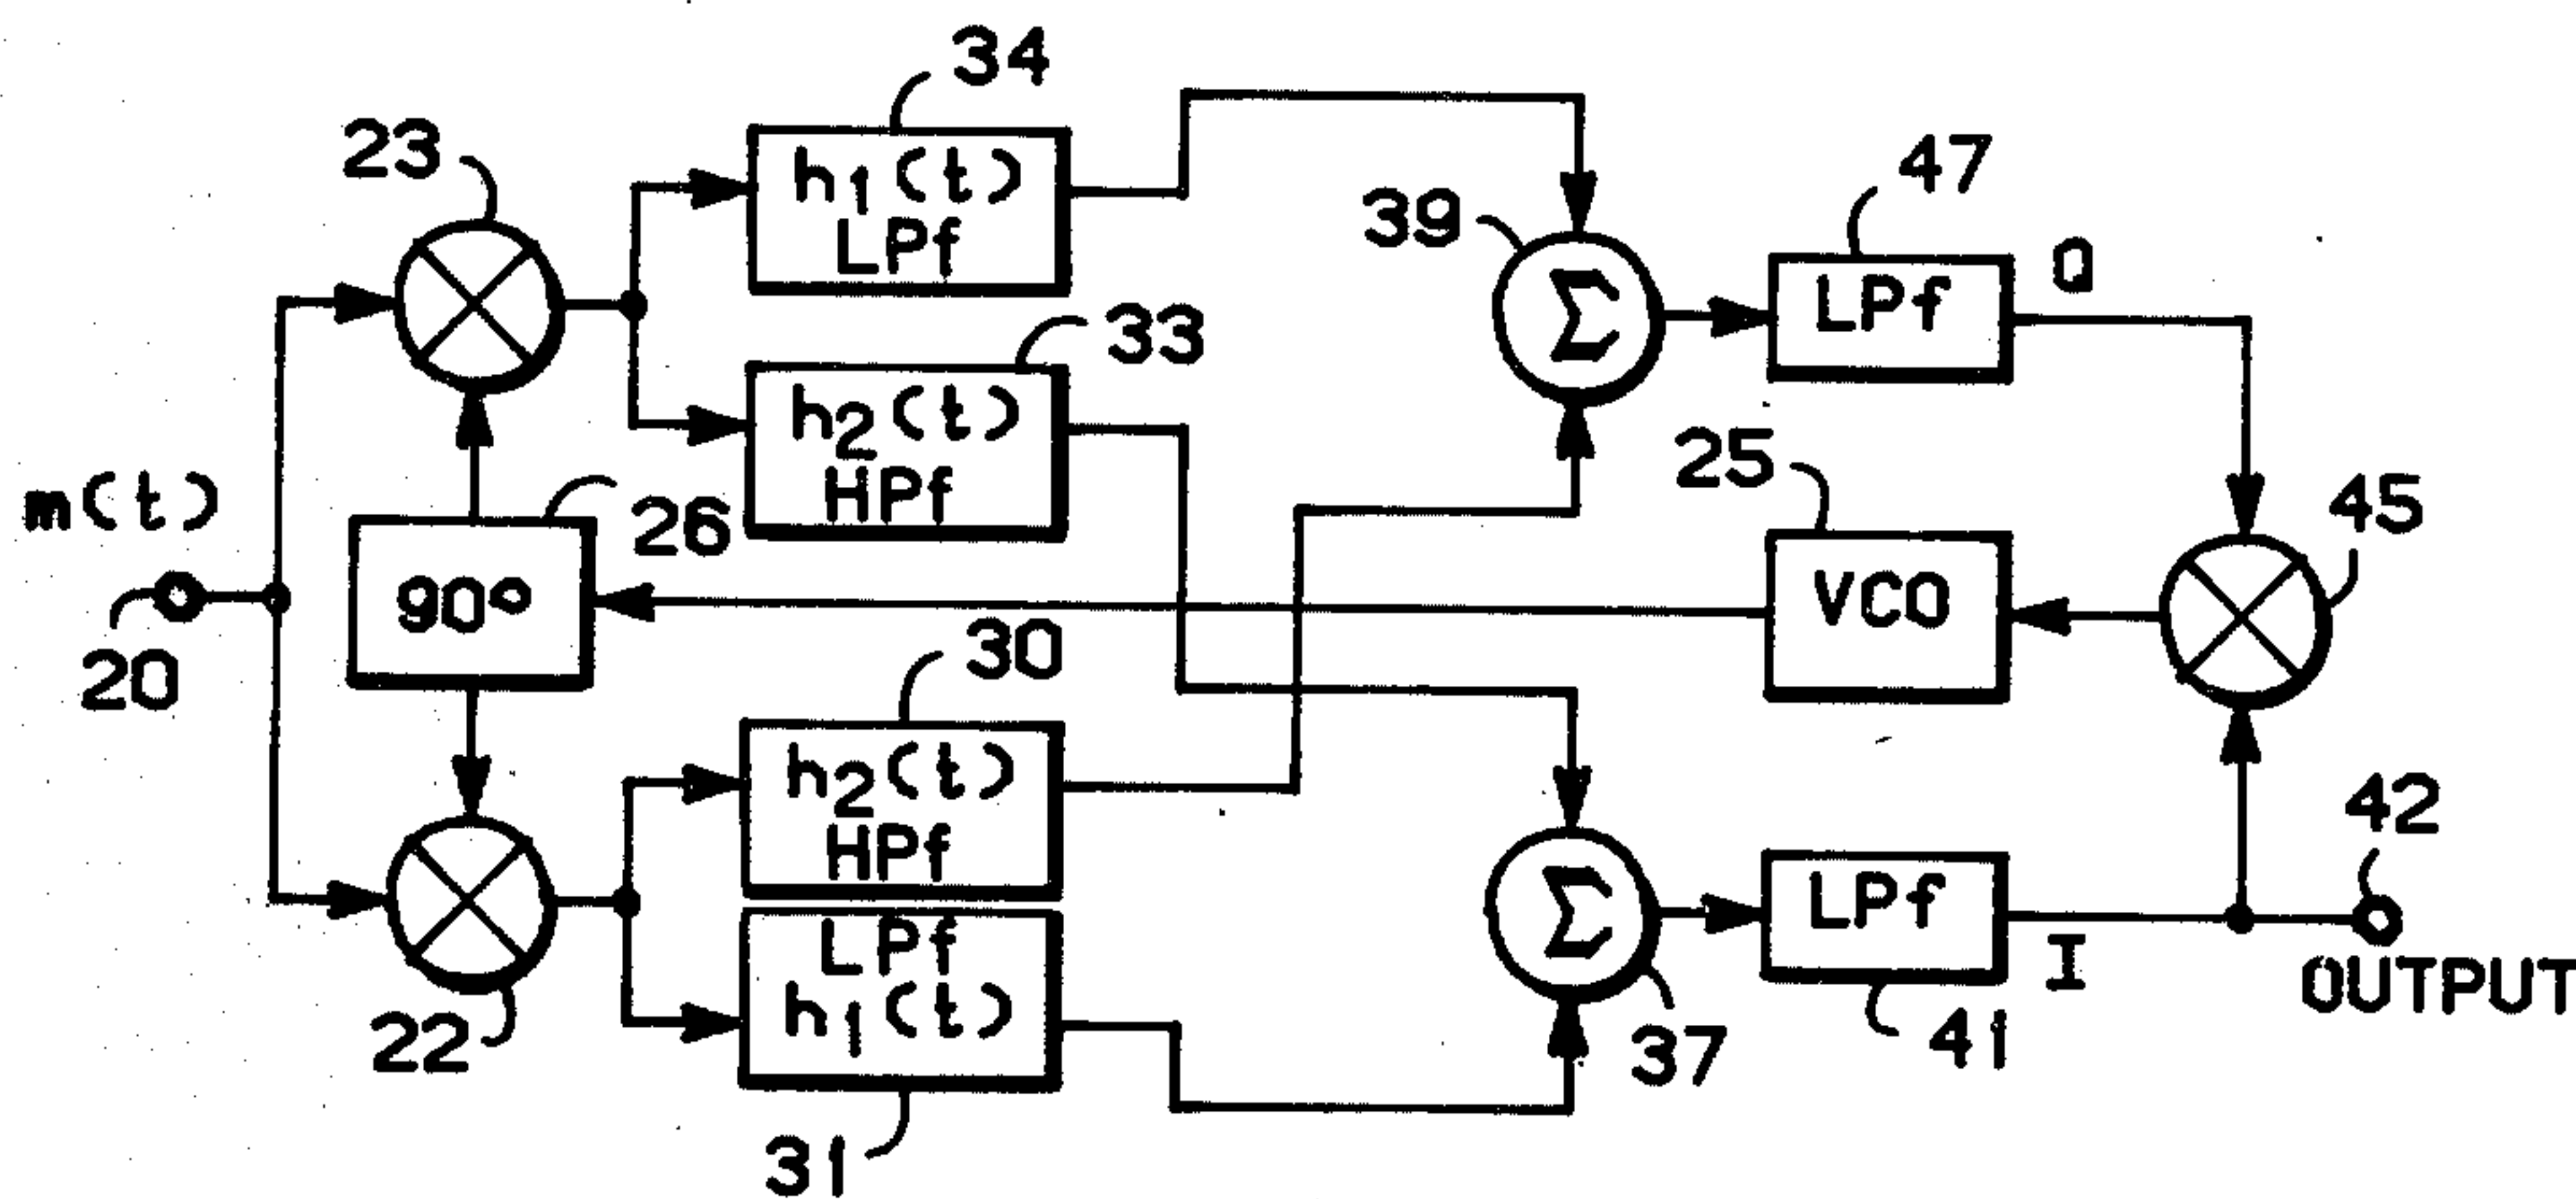 34
23
h1(t)
LPf
47
39
Q
LPf
33
h2(t)
HPf
25
m(t)
26
45
90°
VCO
20
30
h2(t)
HPf
42
LPf
h1(t)
LPf
I
OUTPUT
22
37
41
31
Σ
Σ